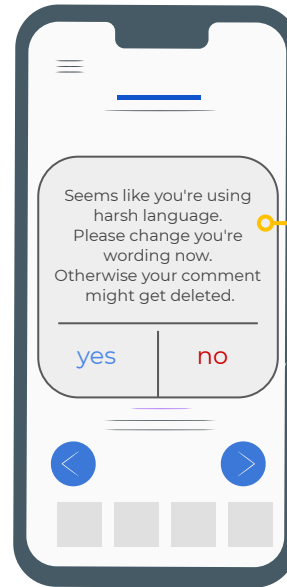 Seems like you're using
harsh language.
Please change you're
wording now.
Otherwise your comment
might get deleted.
yes no